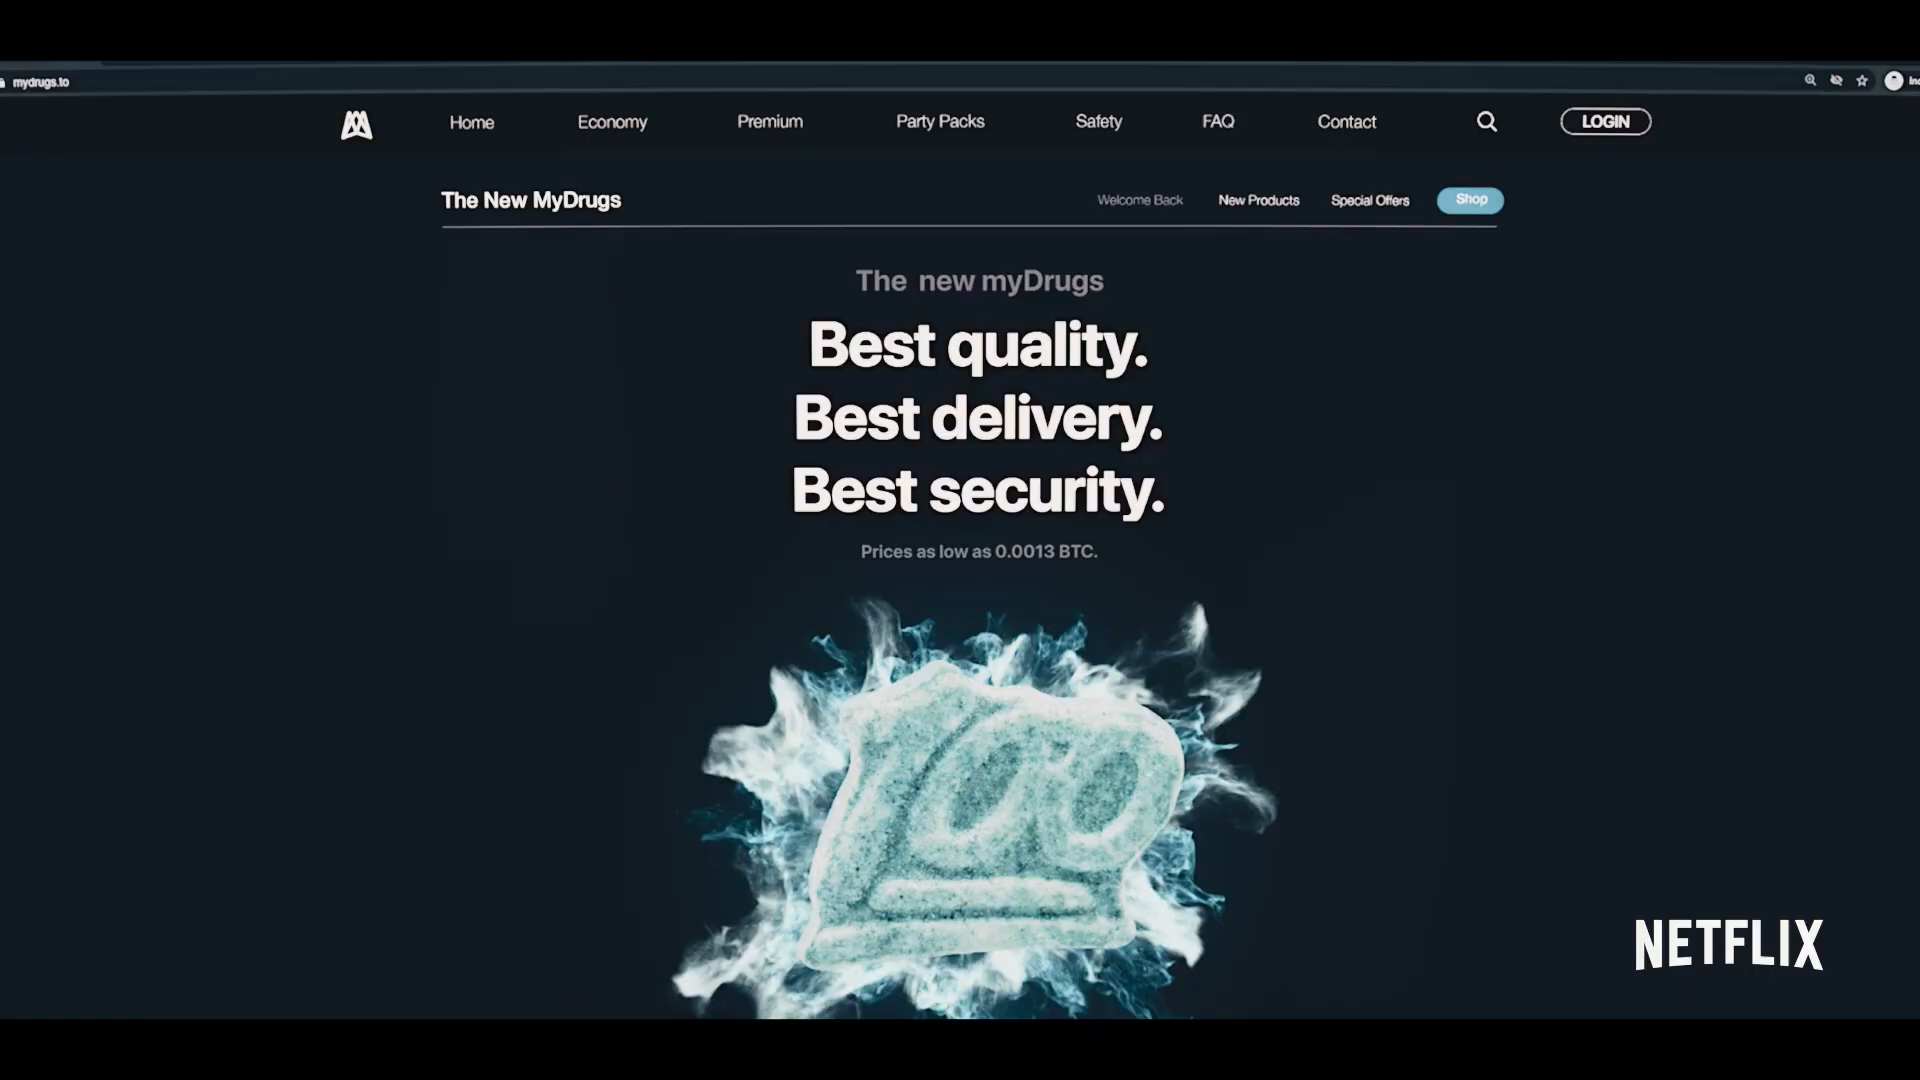 mydrugs.to
Home Economy Premium Party Packs Safety FAQ Contact LOGIN
The New MyDrugs Welcome Back New Products Special Offers Shop
The new myDrugs
Best quality.
Best delivery.
Best security.
Prices as low as 0.0013 BTC.
100
NETFLIX